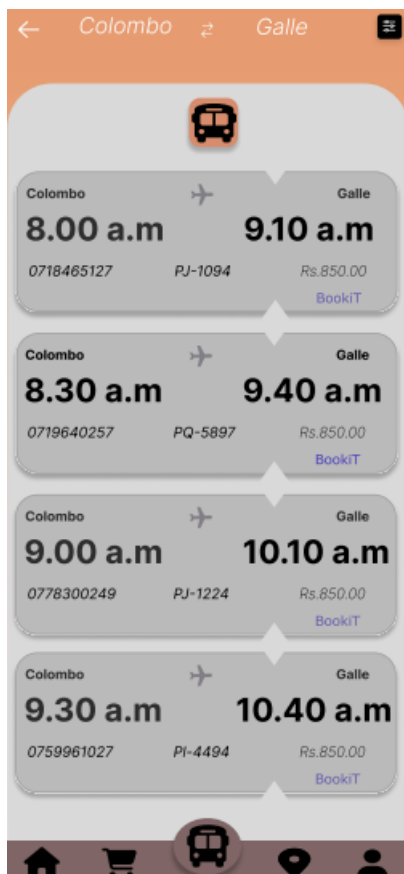 Colombo Galle
Colombo Galle
8.00 a.m 9.10 a.m
0718465127 PJ-1094 Rs.850.00
BookiT
Colombo Galle
8.30 a.m 9.40 a.m
0719640257 PQ-5897 Rs.850.00
BookiT
Colombo Galle
9.00 a.m 10.10 a.m
0778300249 PJ-1224 Rs.850.00
BookiT
Colombo Galle
9.30 a.m 10.40 a.m
0759961027 PI-4494 Rs.850.00
BookiT